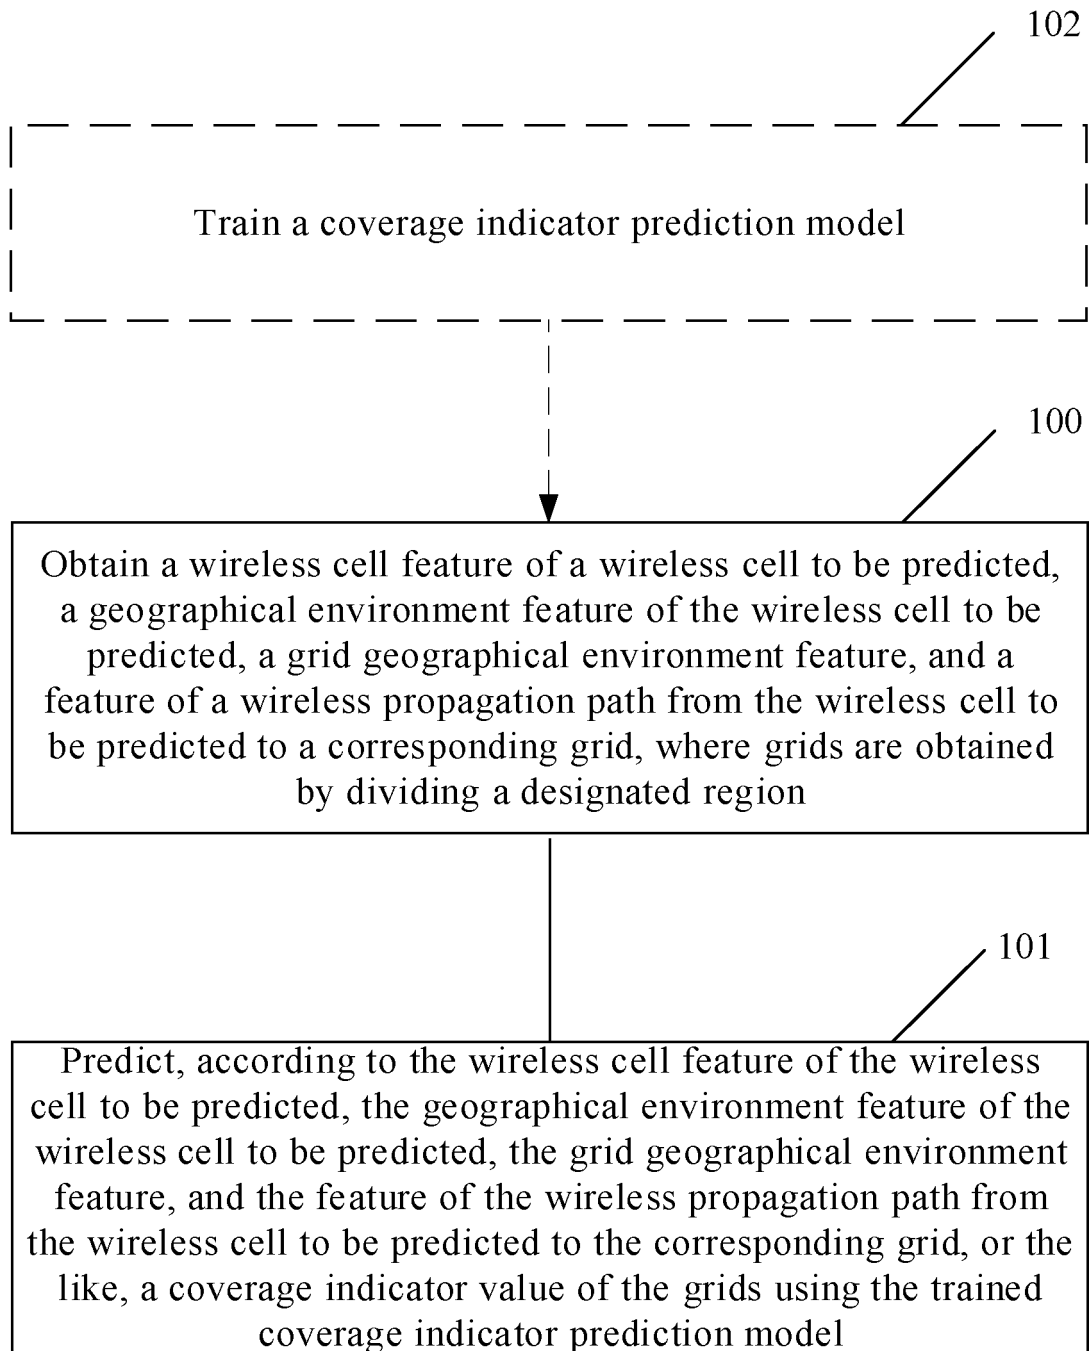 102
Train a coverage indicator prediction model
100
Obtain a wireless cell feature of a wireless cell to be predicted,
a geographical environment feature of the wireless cell to be
predicted, a grid geographical environment feature, and a
feature of a wireless propagation path from the wireless cell to
be predicted to a corresponding grid, where grids are obtained
by dividing a designated region
101
Predict, according to the wireless cell feature of the wireless
cell to be predicted, the geographical environment feature of the
wireless cell to be predicted, the grid geographical environment
feature, and the feature of the wireless propagation path from
the wireless cell to be predicted to the corresponding grid, or the
like, a coverage indicator value of the grids using the trained
coverage indicator prediction model